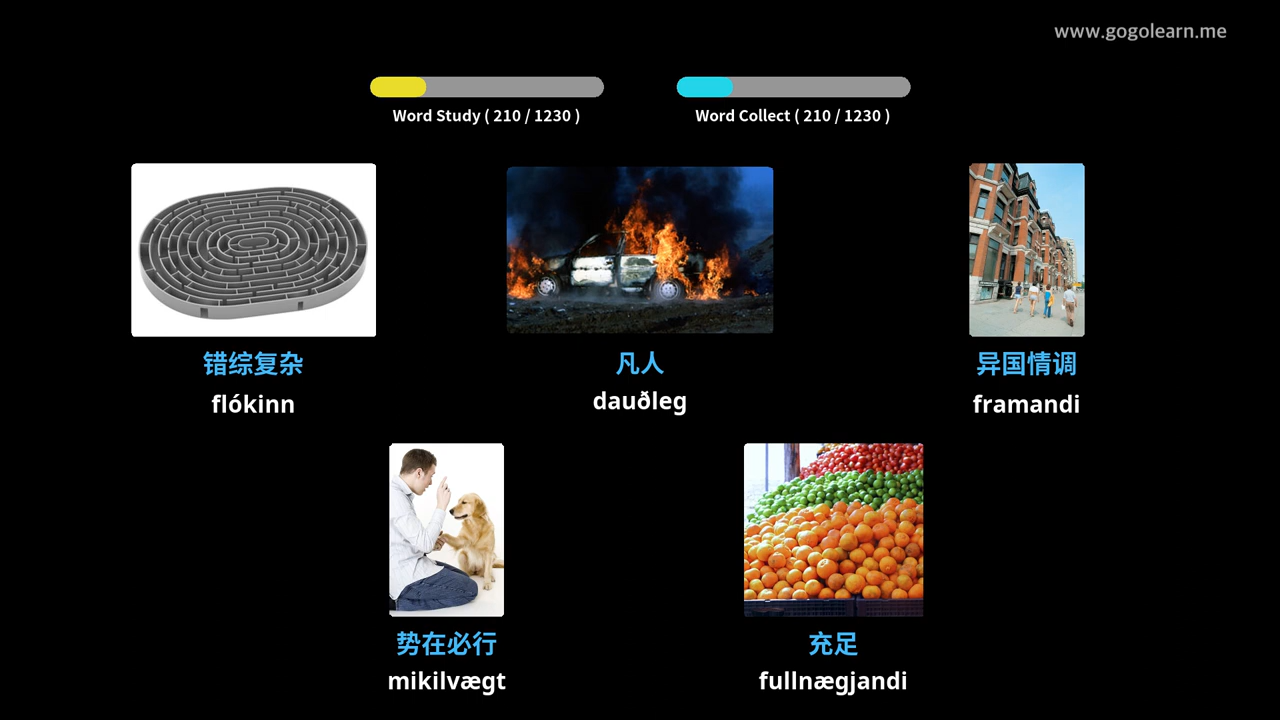 www.gogolearn.me
Word Study ( 210 / 1230 )
Word Collect ( 210 / 1230 )
错综复杂
flókinn
凡人
dauðleg
异国情调
framandi
势在必行
mikilvægt
充足
fullnægjandi